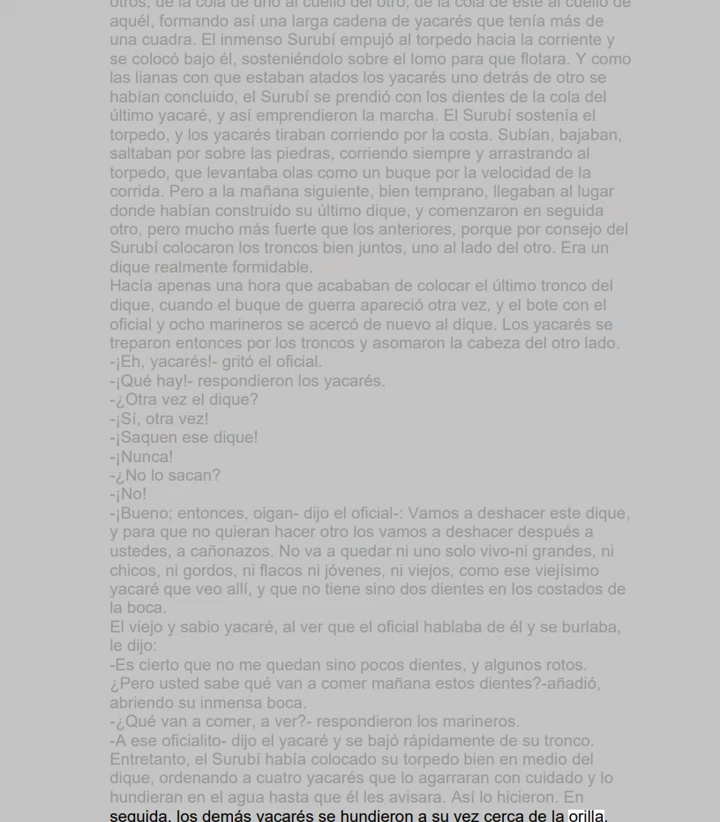 otros, de la cola de uno al cuello del otro, de la cola de éste al cuello de
aquél, formando así una larga cadena de yacarés que tenía más de
una cuadra. El inmenso Surubí empujó al torpedo hacia la corriente y
se colocó bajo él, sosteniéndolo sobre el lomo para que flotara. Y como
las lianas con que estaban atados los yacarés uno detrás de otro se
habían concluido, el Surubí se prendió con los dientes de la cola del
último yacaré, y así emprendieron la marcha. El Surubí sostenía el
torpedo, y los yacarés tiraban corriendo por la costa. Subían, bajaban,
saltaban por sobre las piedras, corriendo siempre y arrastrando al
torpedo, que levantaba olas como un buque por la velocidad de la
corrida. Pero a la mañana siguiente, bien temprano, llegaban al lugar
donde habían construido su último dique, y comenzaron en seguida
otro, pero mucho más fuerte que los anteriores, porque por consejo del
Surubí colocaron los troncos bien juntos, uno al lado del otro. Era un
dique realmente formidable.
Hacía apenas una hora que acababan de colocar el último tronco del
dique, cuando el buque de guerra apareció otra vez, y el bote con el
oficial y ocho marineros se acercó de nuevo al dique. Los yacarés se
treparon entonces por los troncos y asomaron la cabeza del otro lado.
-¡Eh, yacarés!- gritó el oficial.
-¡Qué hay!- respondieron los yacarés.
-¿Otra vez el dique?
-¡Sí, otra vez!
-¡Saquen ese dique!
-¡Nunca!
-¿No lo sacan?
-¡No!
-¡Bueno; entonces, oigan- dijo el oficial-: Vamos a deshacer este dique,
y para que no quieran hacer otro los vamos a deshacer después a
ustedes, a cañonazos. No va a quedar ni uno solo vivo-ni grandes, ni
chicos, ni gordos, ni flacos ni jóvenes, ni viejos, como ese viejísimo
yacaré que veo allí, y que no tiene sino dos dientes en los costados de
la boca.
El viejo y sabio yacaré, al ver que el oficial hablaba de él y se burlaba,
le dijo:
-Es cierto que no me quedan sino pocos dientes, y algunos rotos.
¿Pero usted sabe qué van a comer mañana estos dientes?-añadió,
abriendo su inmensa boca.
-¿Qué van a comer, a ver?- respondieron los marineros.
-A ese oficialito- dijo el yacaré y se bajó rápidamente de su tronco.
Entretanto, el Surubí había colocado su torpedo bien en medio del
dique, ordenando a cuatro yacarés que lo agarraran con cuidado y lo
hundieran en el agua hasta que él les avisara. Así lo hicieron. En
seguida, los demás yacarés se hundieron a su vez cerca de la orilla,